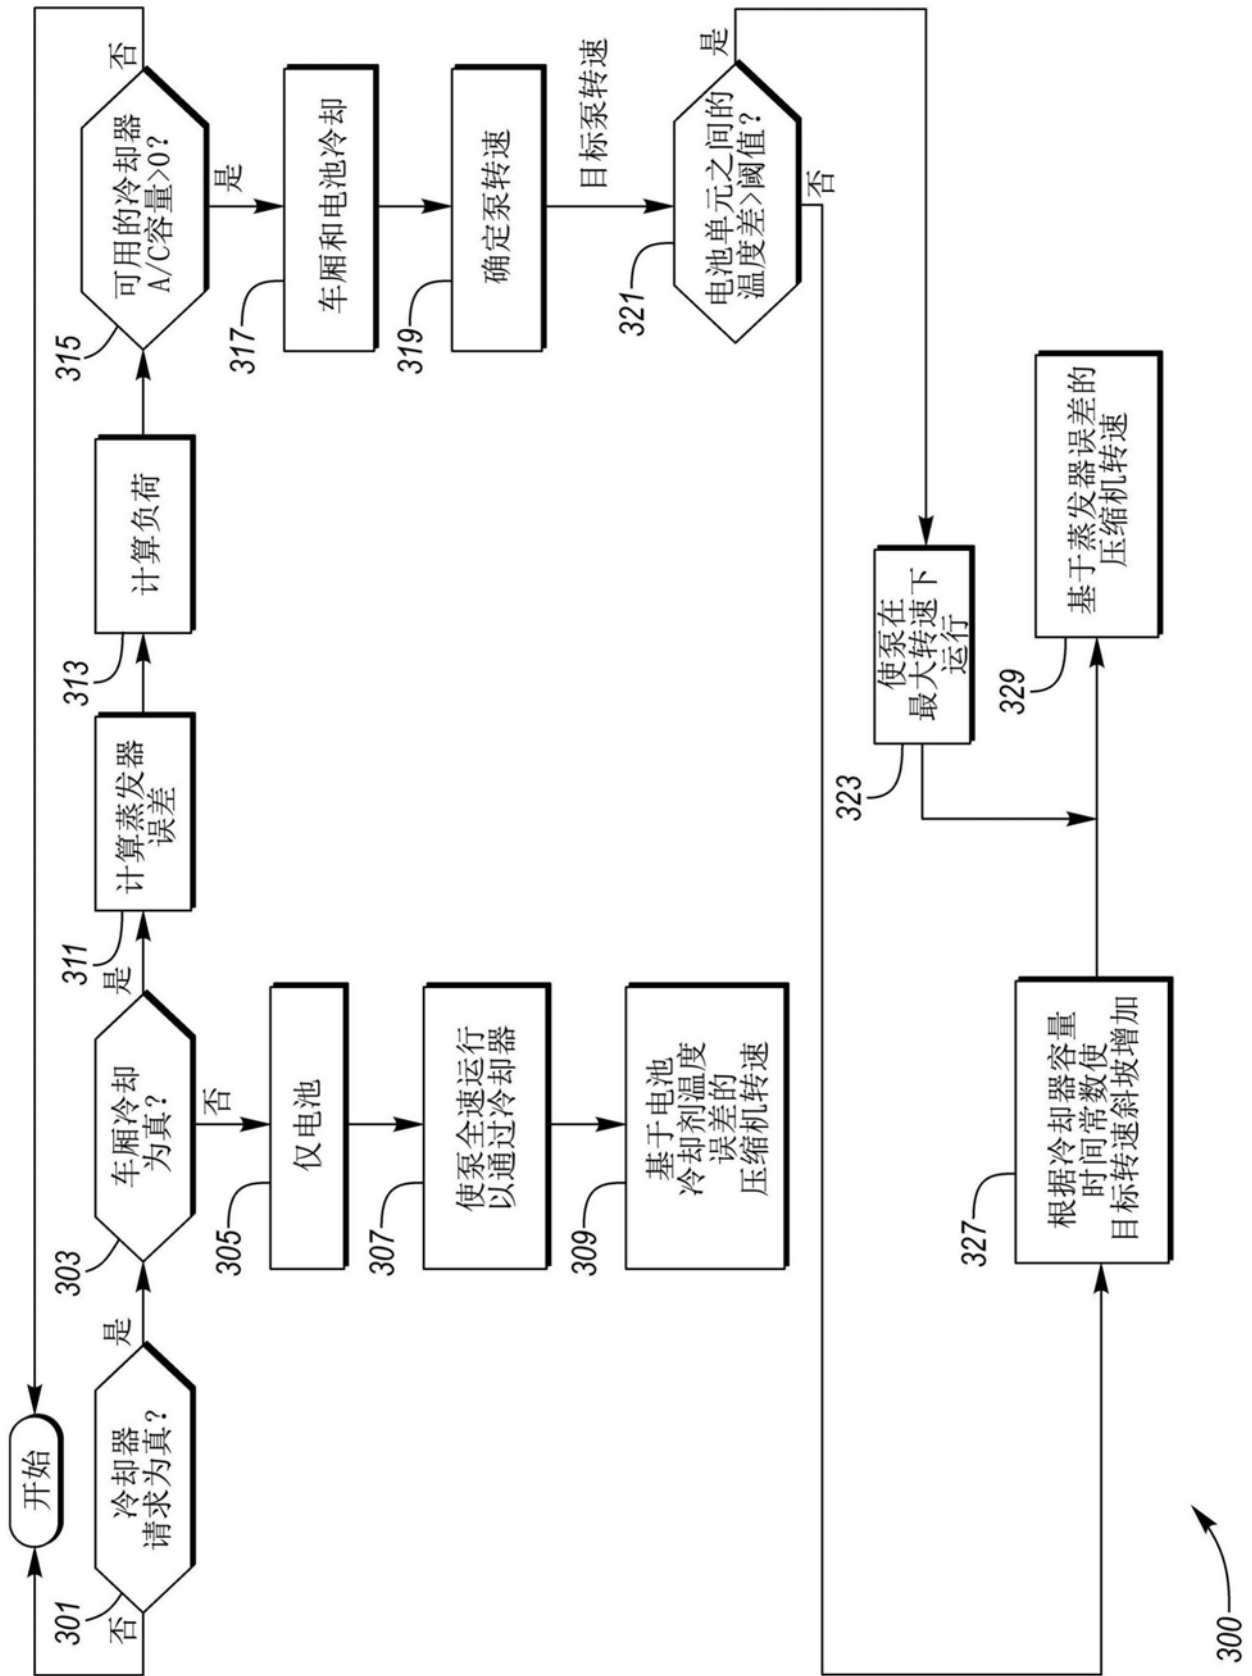 开始
301
冷却器
请求为真?
否
是
303
车厢冷却
为真?
否
是
305
仅电池
307
使泵全速运行
以通过冷却器
309
基于电池
冷却剂温度
误差的
压缩机转速
311
计算蒸发器
误差
313
计算负荷
315
可用的冷却器
A/C容量>0?
否
是
317
车厢和电池冷却
319
确定泵转速
目标泵转速
321
电池单元之间的
温度差>阈值?
是
否
323
使泵在
最大转速下
运行
327
根据冷却器容量
时间常数使
目标转速斜坡增加
329
基于蒸发器误差的
压缩机转速
300